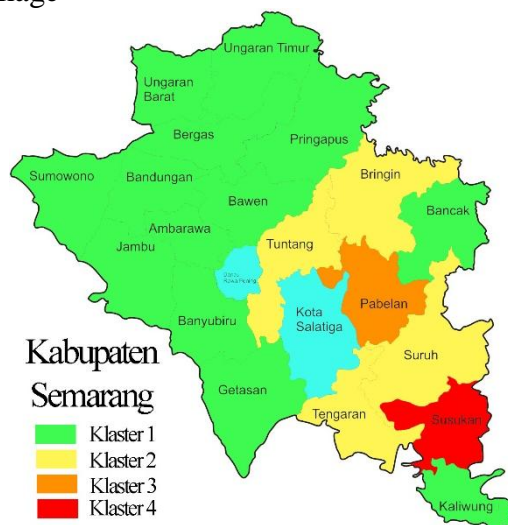 Ungaran Timur
Ungaran
Barat
Bergas
Pringapus
Sumowono
Bandungan
Bringin
Bawen
Bancak
Ambarawa
Jambu
Tuntang
Kota
Salatiga
Pabelan
Banyubiru
Suruh
Getasan
Tengaran
Susukan
Kaliwung
Kabupaten
Semarang
Klaster 1
Klaster 2
Klaster 3
Klaster 4